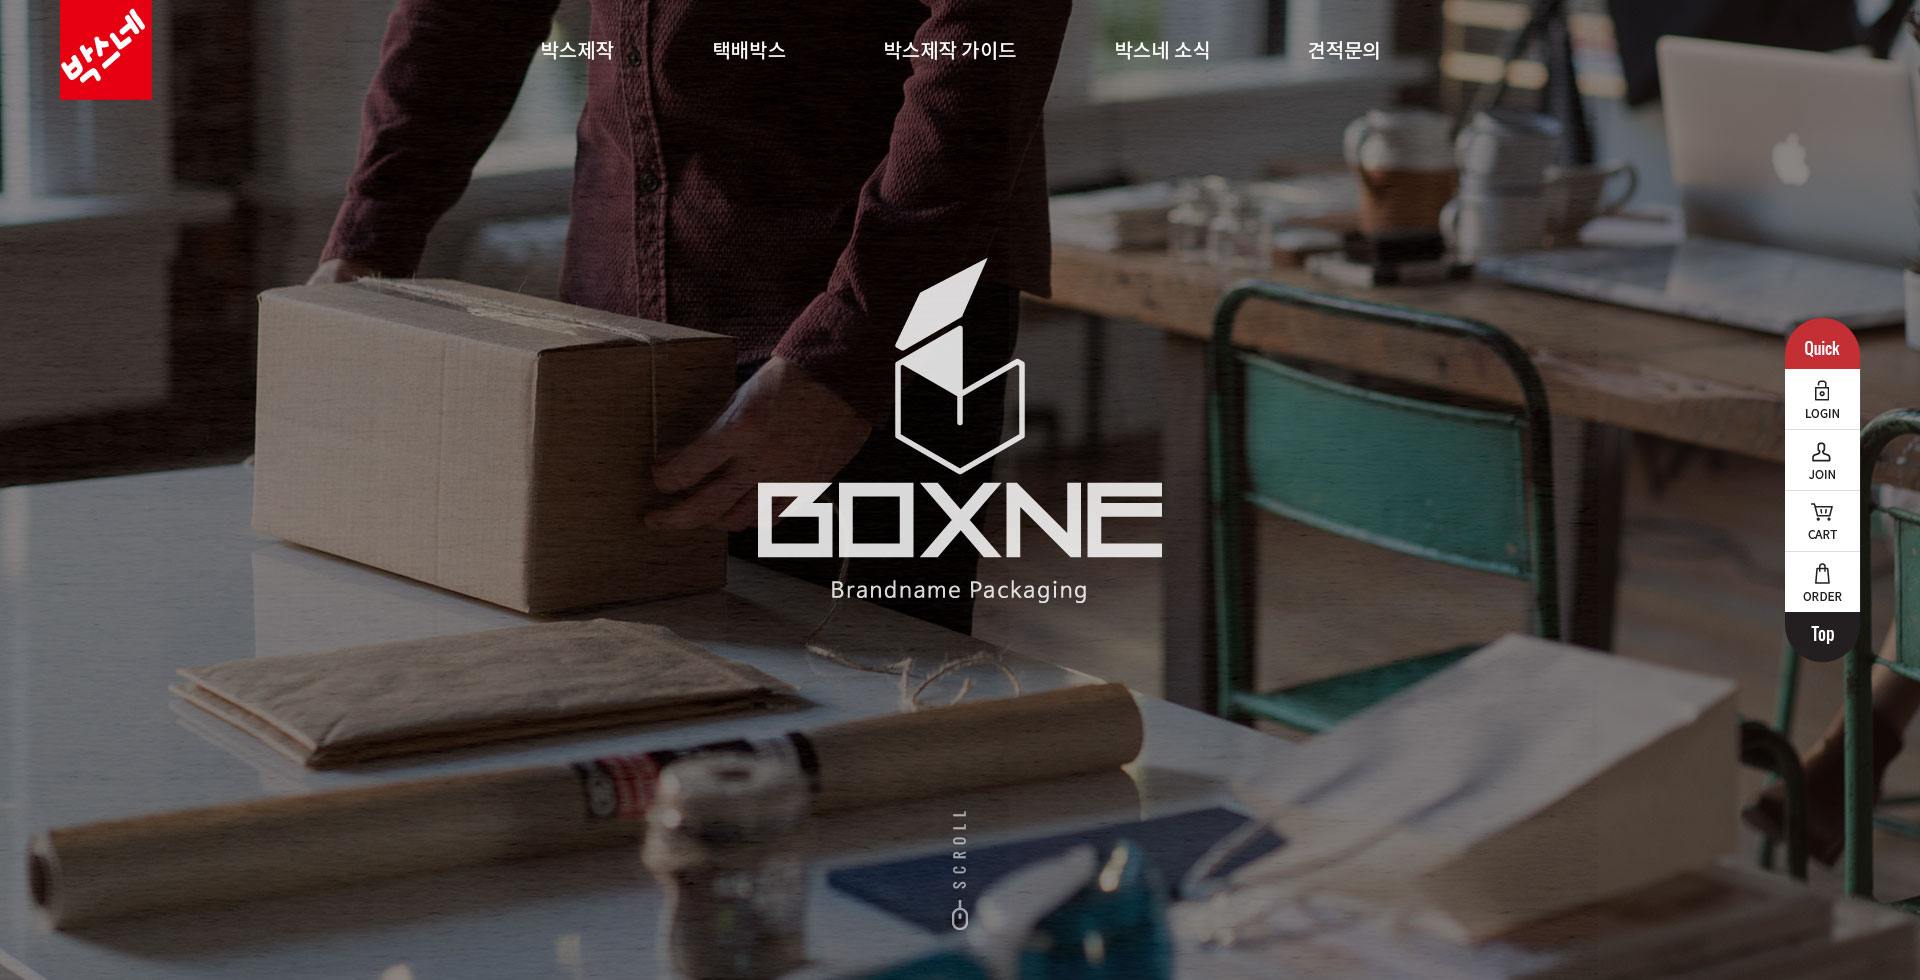 박스네
박스제작 택배박스 박스제작 가이드 박스네 소식 견적문의
BOXNE
Brandname Packaging
Quick
LOGIN
JOIN
CART
ORDER
Top
SCROLL